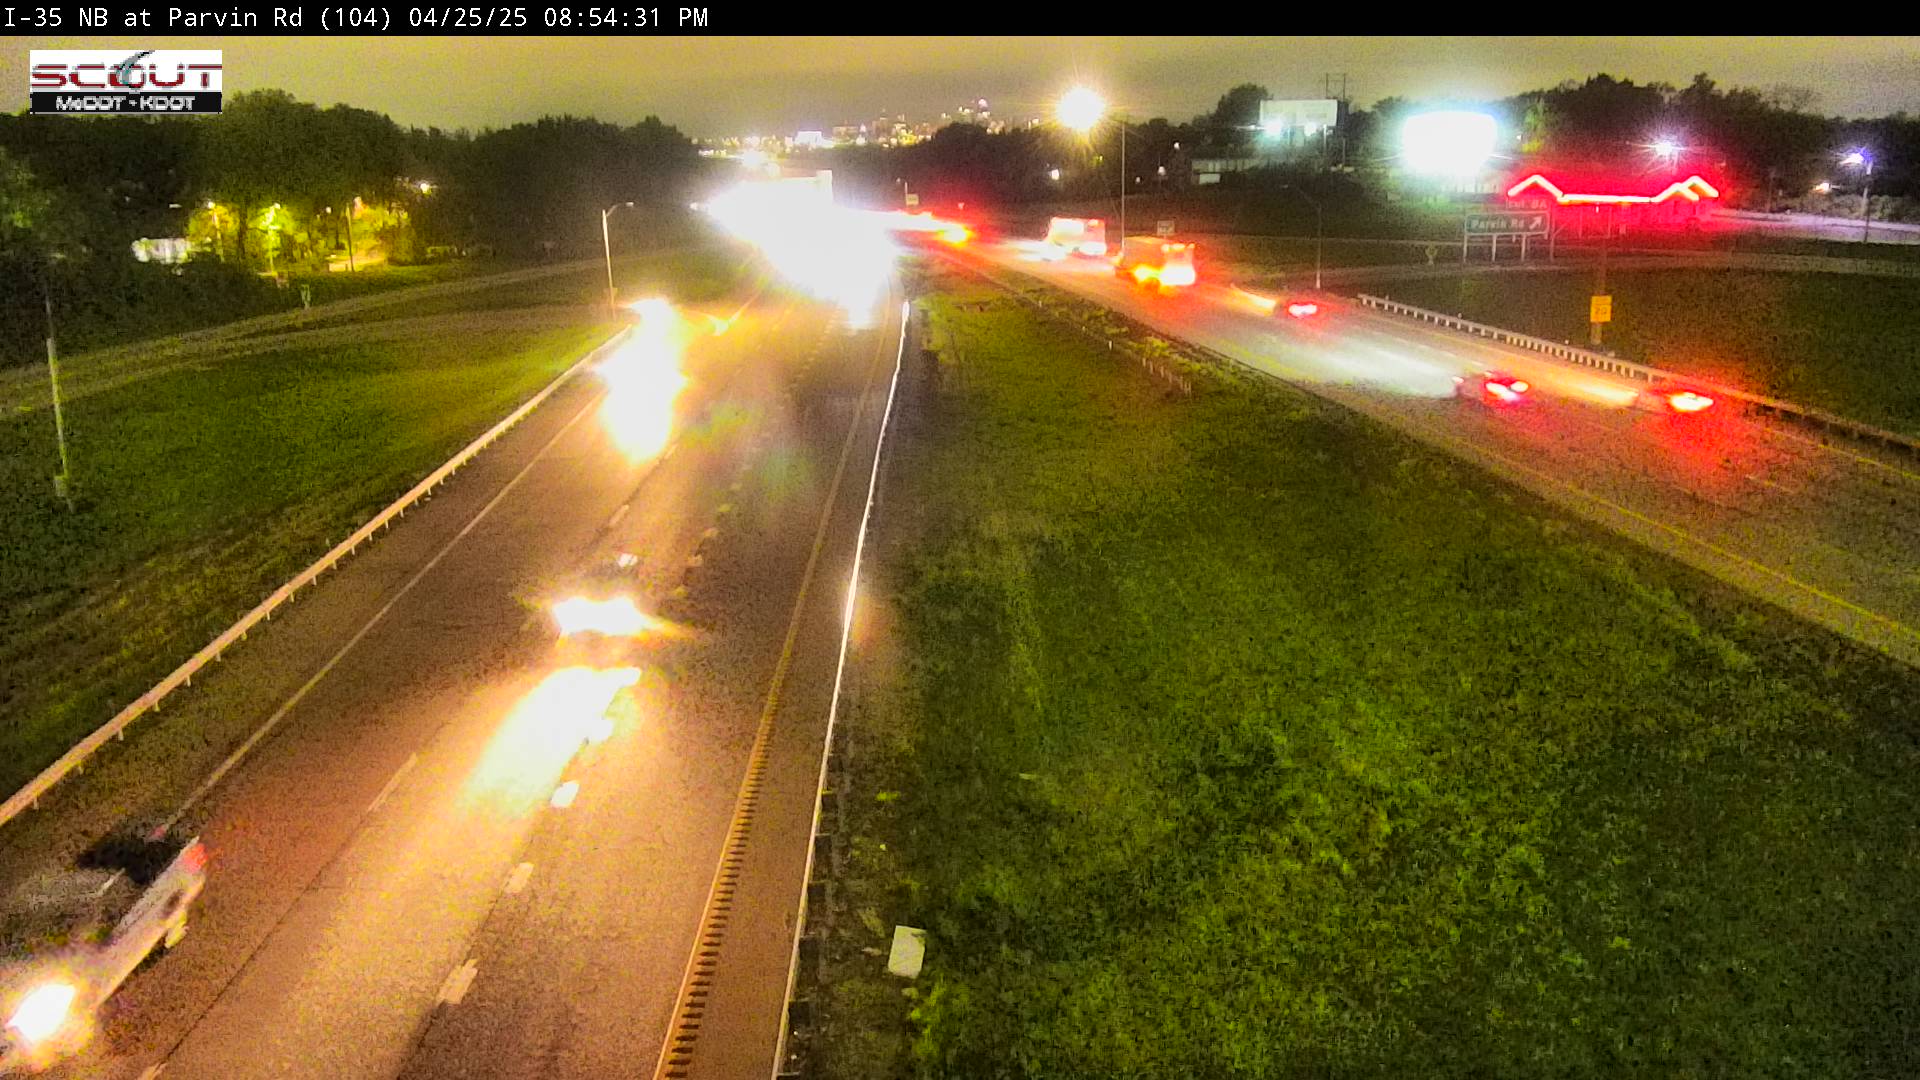 I-35 NB at Parvin Rd (104) 04/25/25 08:54:31 PM
SCOUT
MoDOT - KDOT
Parvin Rd